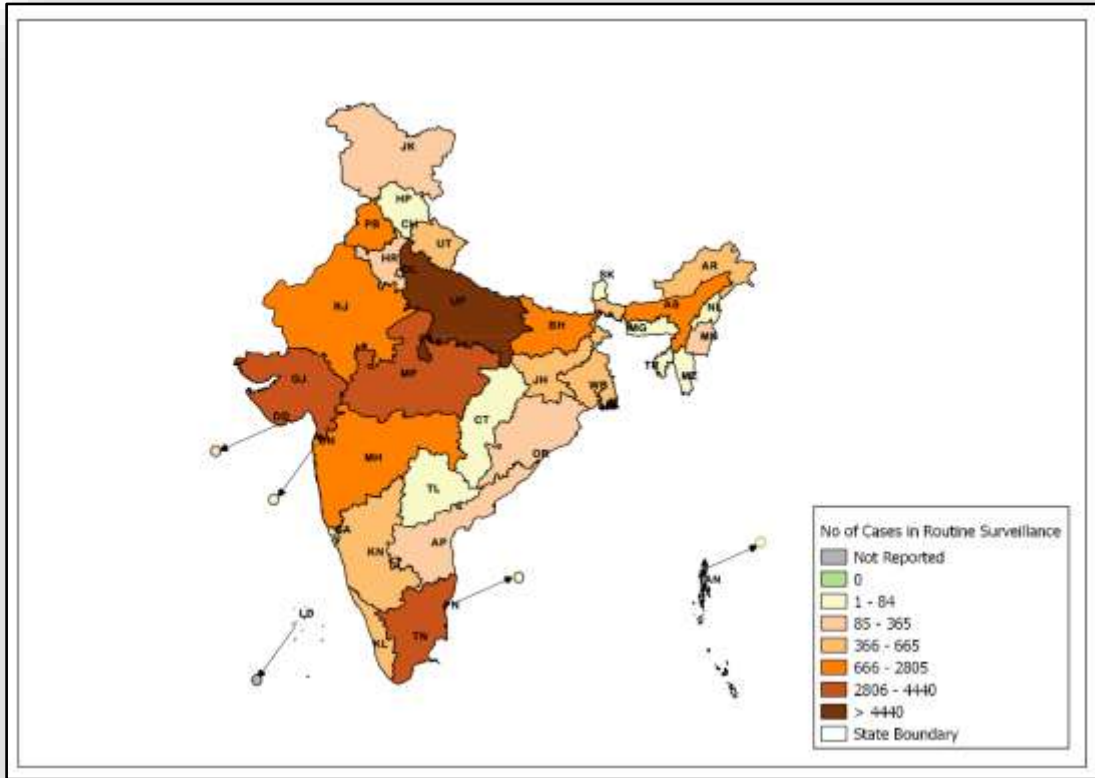 JK
HP
CH
PB
UT
HR
DL
SK
AR
RJ
UP
BH
AS
NL
MG
MN
GJ
MP
JH
WB
TR
MZ
DD
DN
CT
MH
OR
TL
GA
KN
AP
AN
LD
KL
TN
No of Cases in Routine Surveillance
Not Reported
0
1 - 84
85 - 365
366 - 665
666 - 2805
2806 - 4440
> 4440
State Boundary